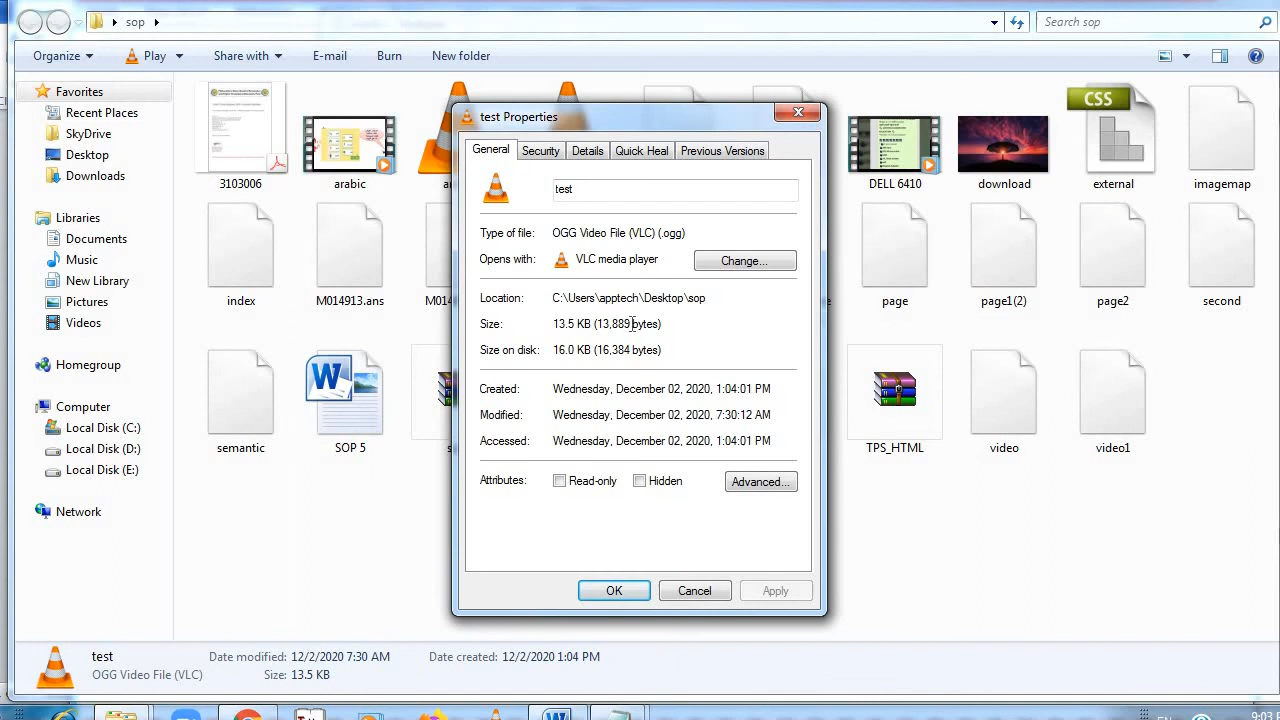 sop
Search sop
Organize
Play
Share with
E-mail
Burn
New folder
Favorites
Recent Places
SkyDrive
Desktop
Downloads
Libraries
Documents
Music
New Library
Pictures
Videos
Homegroup
Computer
Local Disk (C:)
Local Disk (D:)
Local Disk (E:)
Network
3103006
arabic
DELL 6410
download
CSS
external
imagemap
index
M014913.ans
page
page1(2)
page2
second
semantic
SOP 5
TPS_HTML
video
video1
test Properties
General
Security
Details
Real
Previous Versions
test
Type of file: OGG Video File (VLC) (.ogg)
Opens with: VLC media player
Change...
Location: C:\Users\apptech\Desktop\sop
Size: 13.5 KB (13,889 bytes)
Size on disk: 16.0 KB (16,384 bytes)
Created: Wednesday, December 02, 2020, 1:04:01 PM
Modified: Wednesday, December 02, 2020, 7:30:12 AM
Accessed: Wednesday, December 02, 2020, 1:04:01 PM
Attributes: Read-only Hidden
Advanced...
OK
Cancel
Apply
test Date modified: 12/2/2020 7:30 AM Date created: 12/2/2020 1:04 PM
OGG Video File (VLC) Size: 13.5 KB